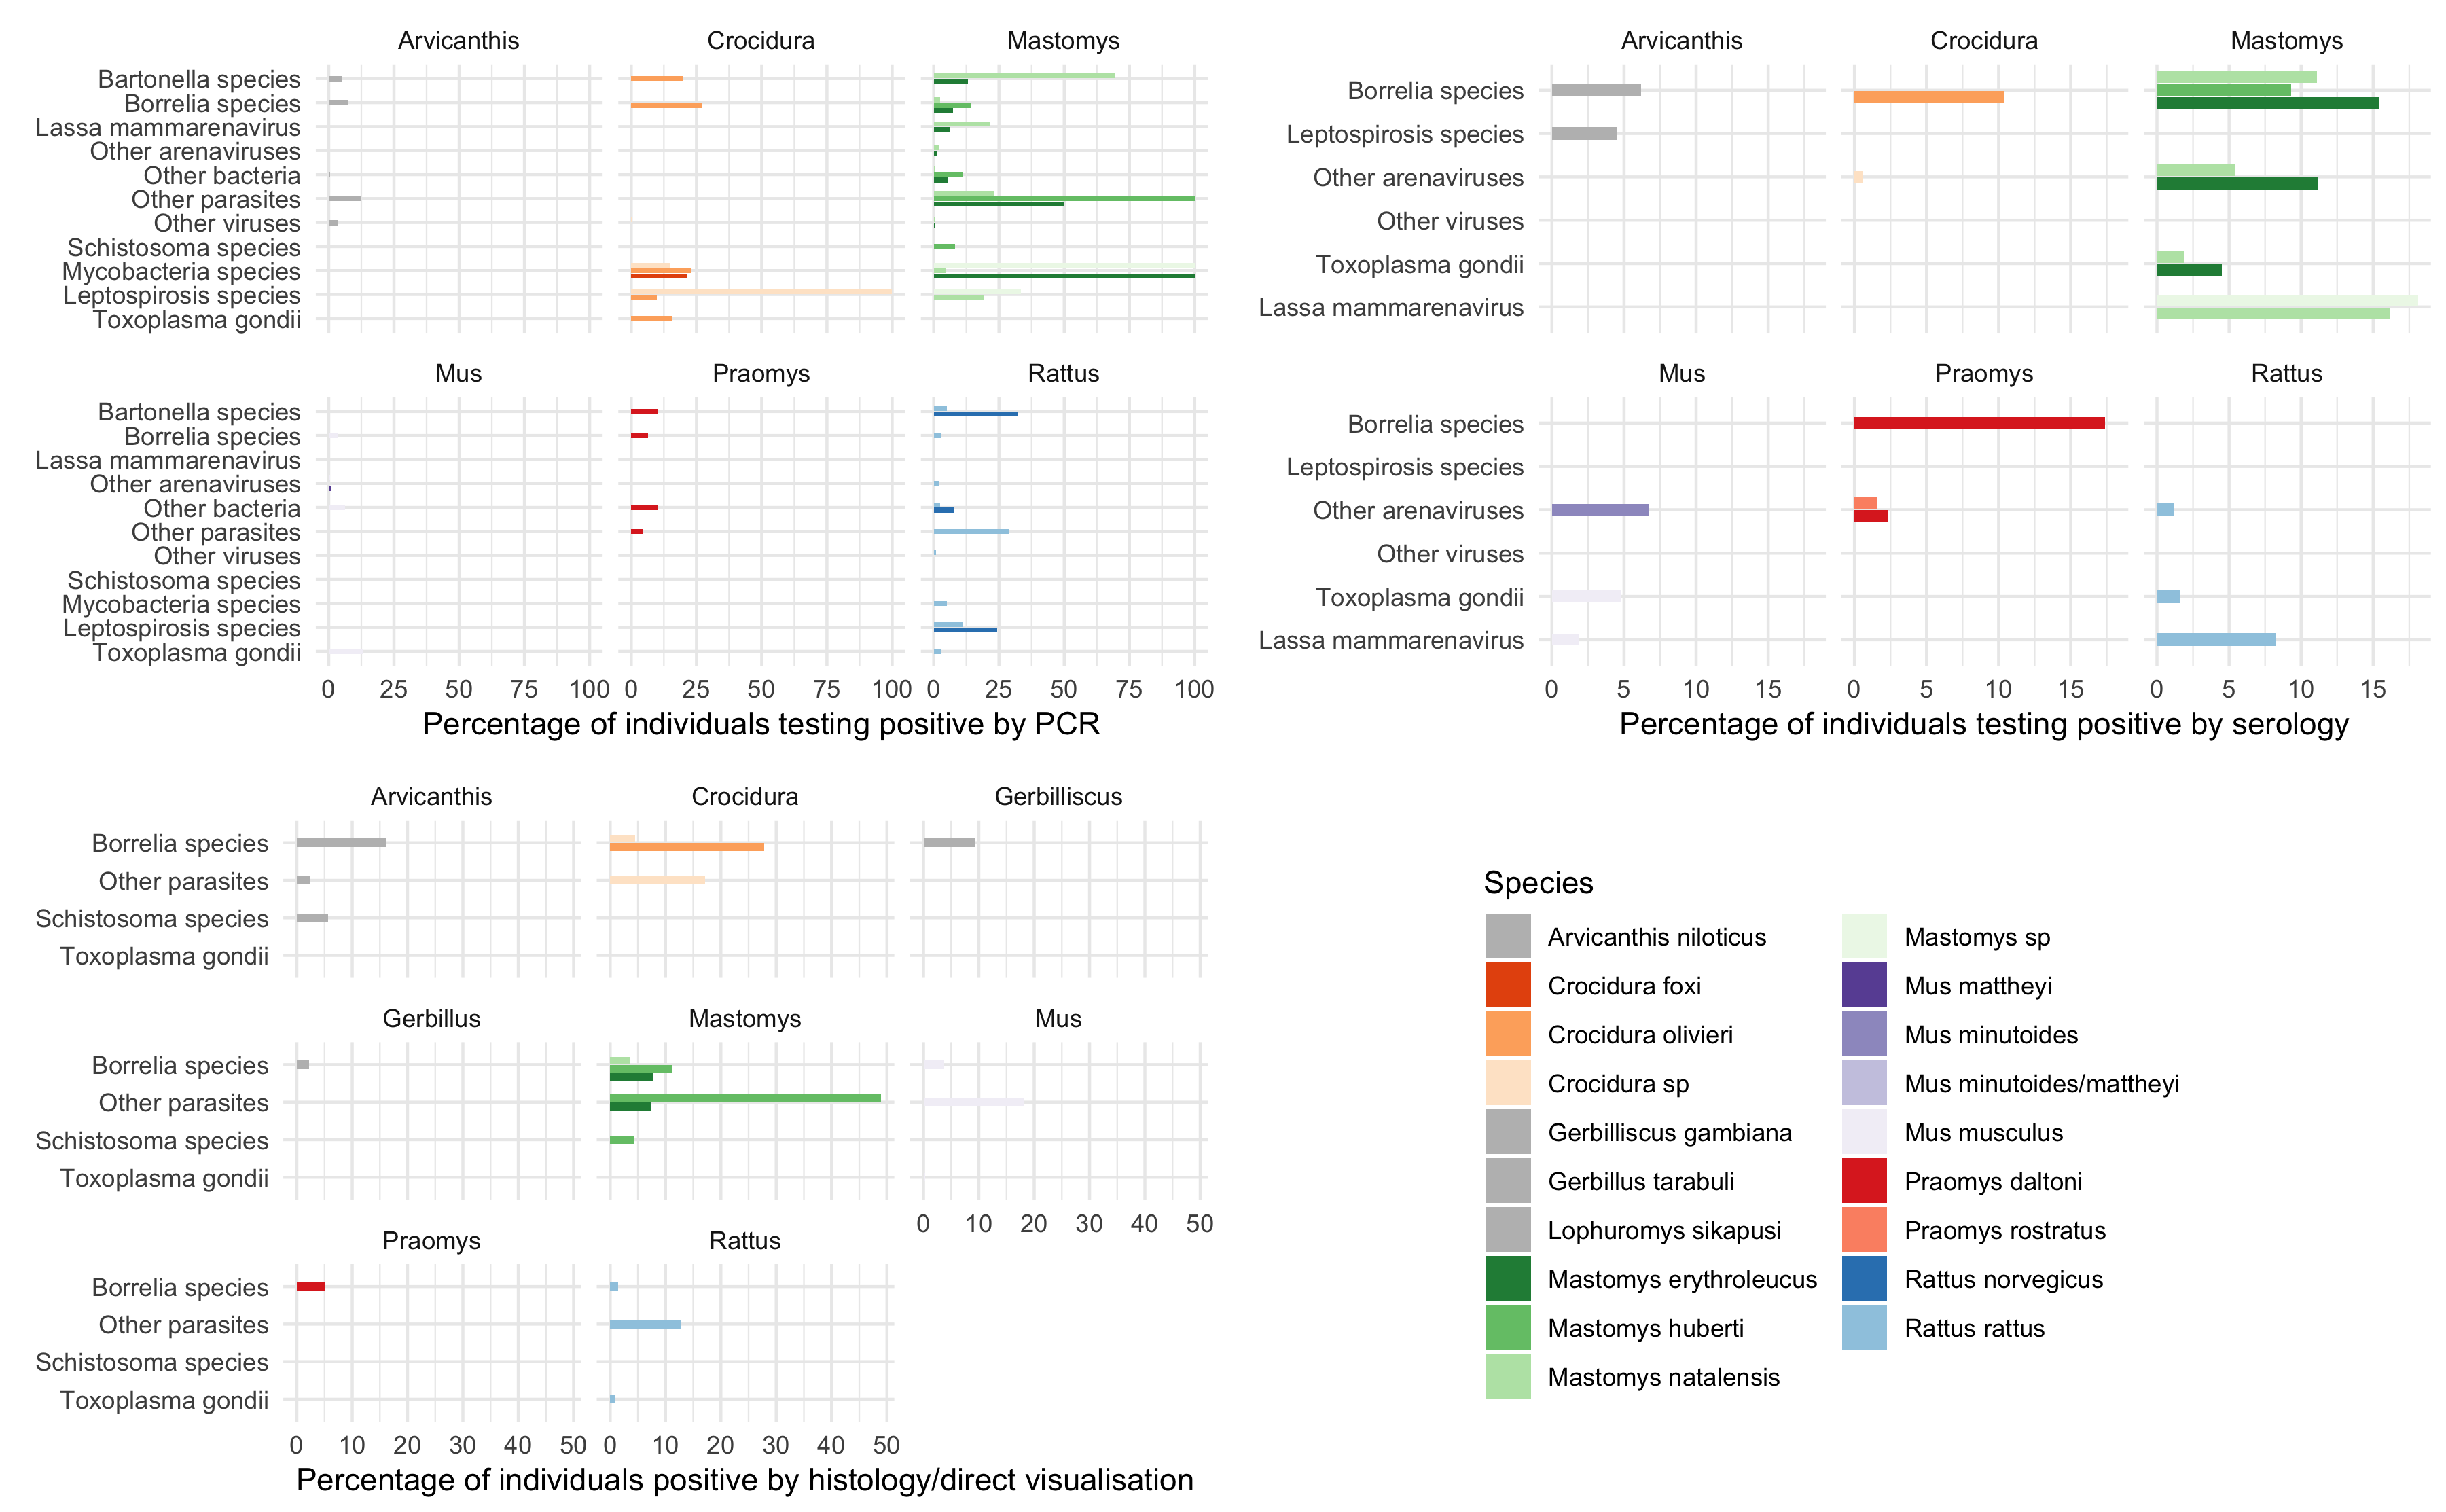 Arvicanthis Crocidura Mastomys
Bartonella species
Borrelia species
Lassa mammarenavirus
Other arenaviruses
Other bacteria
Other parasites
Other viruses
Schistosoma species
Mycobacteria species
Leptospirosis species
Toxoplasma gondii
Mus Praomys Rattus
Bartonella species
Borrelia species
Lassa mammarenavirus
Other arenaviruses
Other bacteria
Other parasites
Other viruses
Schistosoma species
Mycobacteria species
Leptospirosis species
Toxoplasma gondii
0 25 50 75 100 0 25 50 75 100 0 25 50 75 100
Percentage of individuals testing positive by PCR
Arvicanthis Crocidura Mastomys
Borrelia species
Leptospirosis species
Other arenaviruses
Other viruses
Toxoplasma gondii
Lassa mammarenavirus
Mus Praomys Rattus
Borrelia species
Leptospirosis species
Other arenaviruses
Other viruses
Toxoplasma gondii
Lassa mammarenavirus
0 5 10 15 0 5 10 15 0 5 10 15
Percentage of individuals testing positive by serology
Arvicanthis Crocidura Gerbilliscus
Borrelia species
Other parasites
Schistosoma species
Toxoplasma gondii
Gerbillus Mastomys Mus
Borrelia species
Other parasites
Schistosoma species
Toxoplasma gondii
0 10 20 30 40 50
Praomys Rattus
Borrelia species
Other parasites
Schistosoma species
Toxoplasma gondii
0 10 20 30 40 50 0 10 20 30 40 50
Percentage of individuals positive by histology/direct visualisation
Species
Arvicanthis niloticus
Crocidura foxi
Crocidura olivieri
Crocidura sp
Gerbilliscus gambiana
Gerbillus tarabuli
Lophuromys sikapusi
Mastomys erythroleucus
Mastomys huberti
Mastomys natalensis
Mastomys sp
Mus mattheyi
Mus minutoides
Mus minutoides/mattheyi
Mus musculus
Praomys daltoni
Praomys rostratus
Rattus norvegicus
Rattus rattus